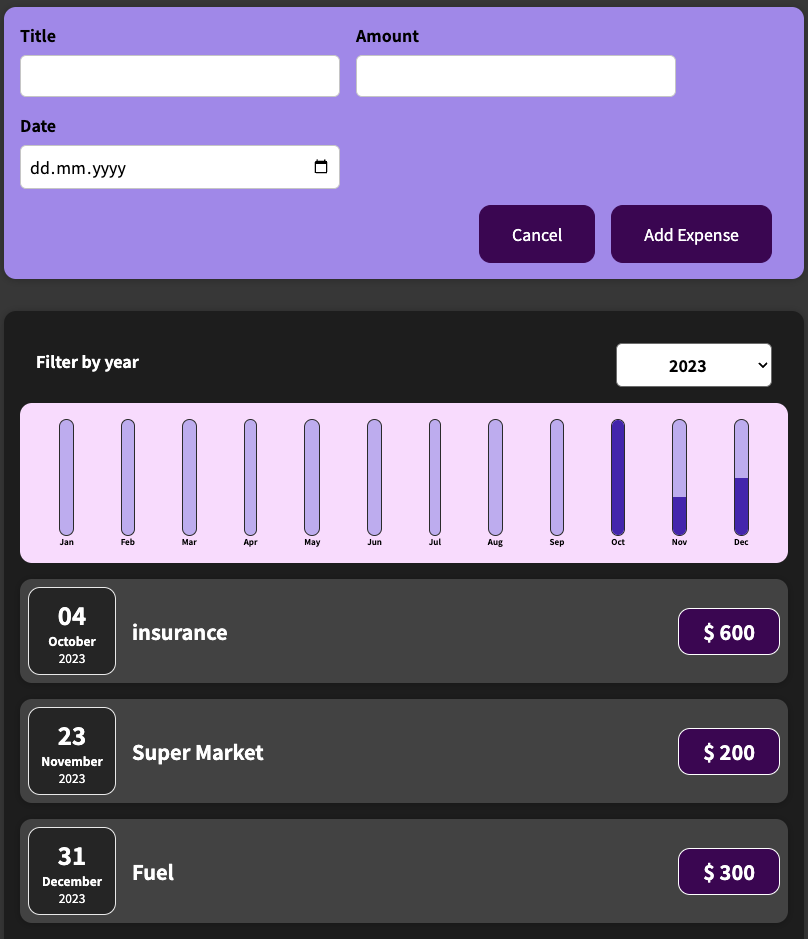 Title Amount
Date
dd.mm.yyyy
Cancel Add Expense
Filter by year 2023
Jan Feb Mar Apr May Jun Jul Aug Sep Oct Nov Dec
04
October
2023
insurance
$ 600
23
November
2023
Super Market
$ 200
31
December
2023
Fuel
$ 300